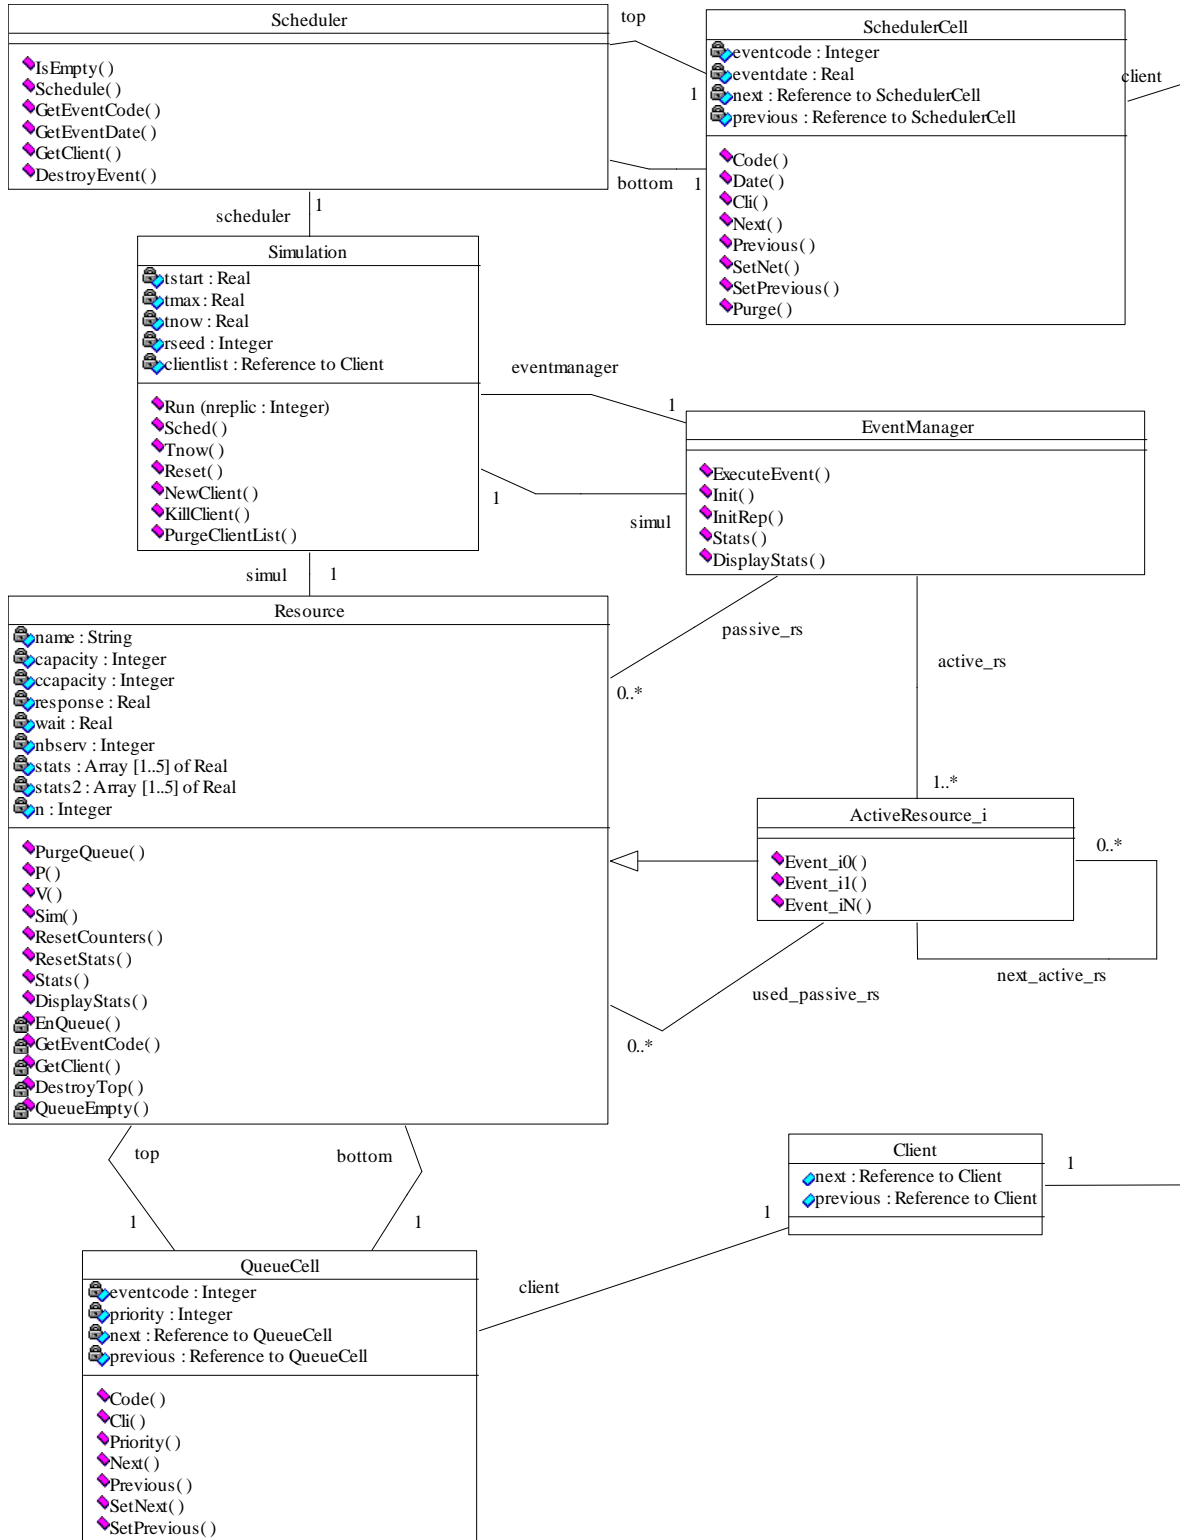 Scheduler
IsEmpty( )
Schedule( )
GetEventCode( )
GetEventDate( )
GetClient( )
DestroyEvent( )
top
1
bottom
1
SchedulerCell
eventcode : Integer
eventdate : Real
next : Reference to SchedulerCell
previous : Reference to SchedulerCell
Code( )
Date( )
Cli( )
Next( )
Previous( )
SetNet( )
SetPrevious( )
Purge( )
client
scheduler
1
Simulation
tstart : Real
tmax : Real
tnow : Real
rseed : Integer
clientlist : Reference to Client
Run (nreplic : Integer)
Sched( )
Tnow( )
Reset( )
NewClient( )
KillClient( )
PurgeClientList( )
eventmanager
1
1
simul
EventManager
ExecuteEvent( )
Init( )
InitRep( )
Stats( )
DisplayStats( )
simul
1
Resource
name : String
capacity : Integer
ccapacity : Integer
response : Real
wait : Real
nbserv : Integer
stats : Array [1..5] of Real
stats2 : Array [1..5] of Real
n : Integer
PurgeQueue( )
P( )
V( )
Sim( )
ResetCounters( )
ResetStats( )
Stats( )
DisplayStats( )
EnQueue( )
GetEventCode( )
GetClient( )
DestroyTop( )
QueueEmpty( )
passive_rs
0..*
active_rs
1..*
ActiveResource_i
Event_i0( )
Event_i1( )
Event_iN( )
0..*
next_active_rs
used_passive_rs
0..*
top
bottom
1
1
Client
next : Reference to Client
previous : Reference to Client
1
1
client
QueueCell
eventcode : Integer
priority : Integer
next : Reference to QueueCell
previous : Reference to QueueCell
Code( )
Cli( )
Priority( )
Next( )
Previous( )
SetNext( )
SetPrevious( )